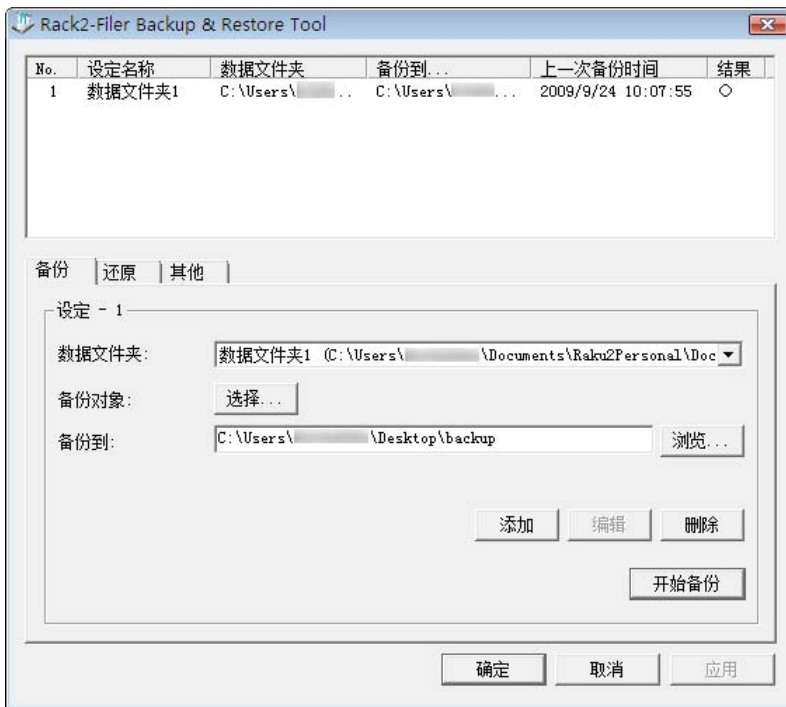 Rack2-Filer Backup & Restore Tool
No. 设定名称 数据文件夹 备份到... 上一次备份时间 结果
1 数据文件夹1 C:\Users\ .. C:\Users\ ... 2009/9/24 10:07:55 ○
备份 还原 其他
设定 - 1
数据文件夹: 数据文件夹1 (C:\Users\ \Documents\Raku2Personal\Doc
备份对象: 选择...
备份到: C:\Users\ \Desktop\backup 浏览...
添加 编辑 删除
开始备份
确定 取消 应用